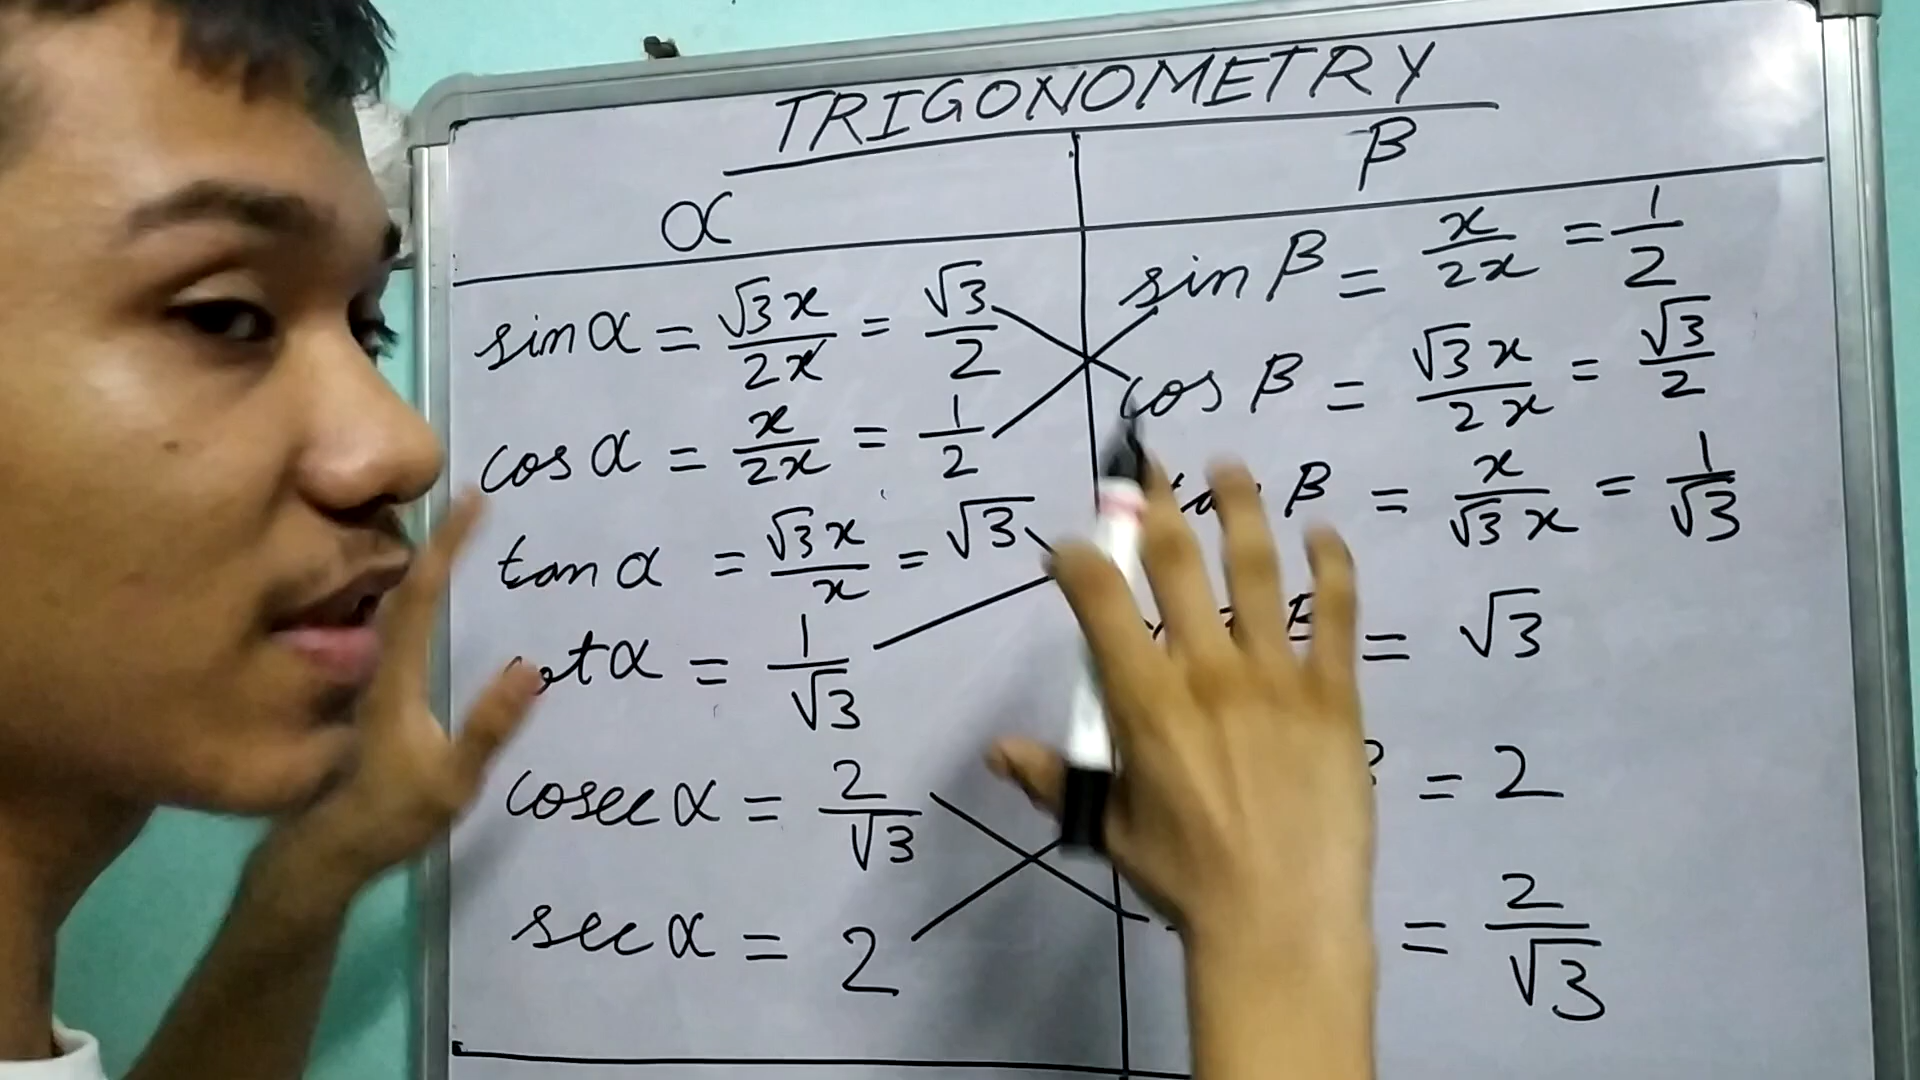 TRIGONOMETRY
α β
sin α = √3x/2x = √3/2
cos α = x/2x = 1/2
tan α = √3x/x = √3
cot α = 1/√3
cosec α = 2/√3
sec α = 2
sin β = x/2x = 1/2
cos β = √3x/2x = √3/2
β = x/√3x = 1/√3
β = √3
= 2
= 2/√3